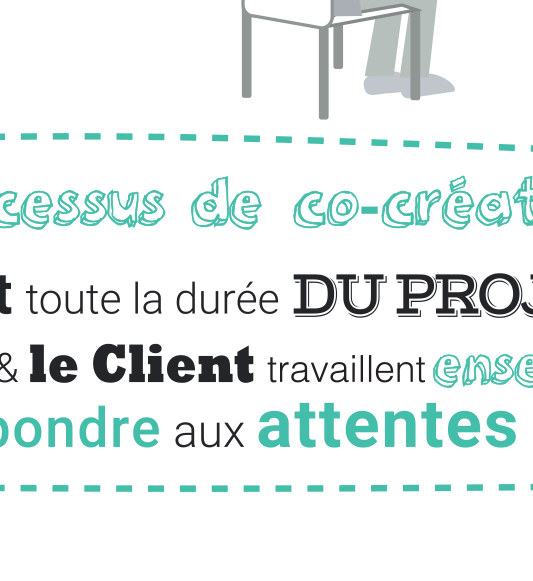 cessus de co-créat
t toute la durée DU PROJ
& le Client travaillent ense
pondre aux attentes